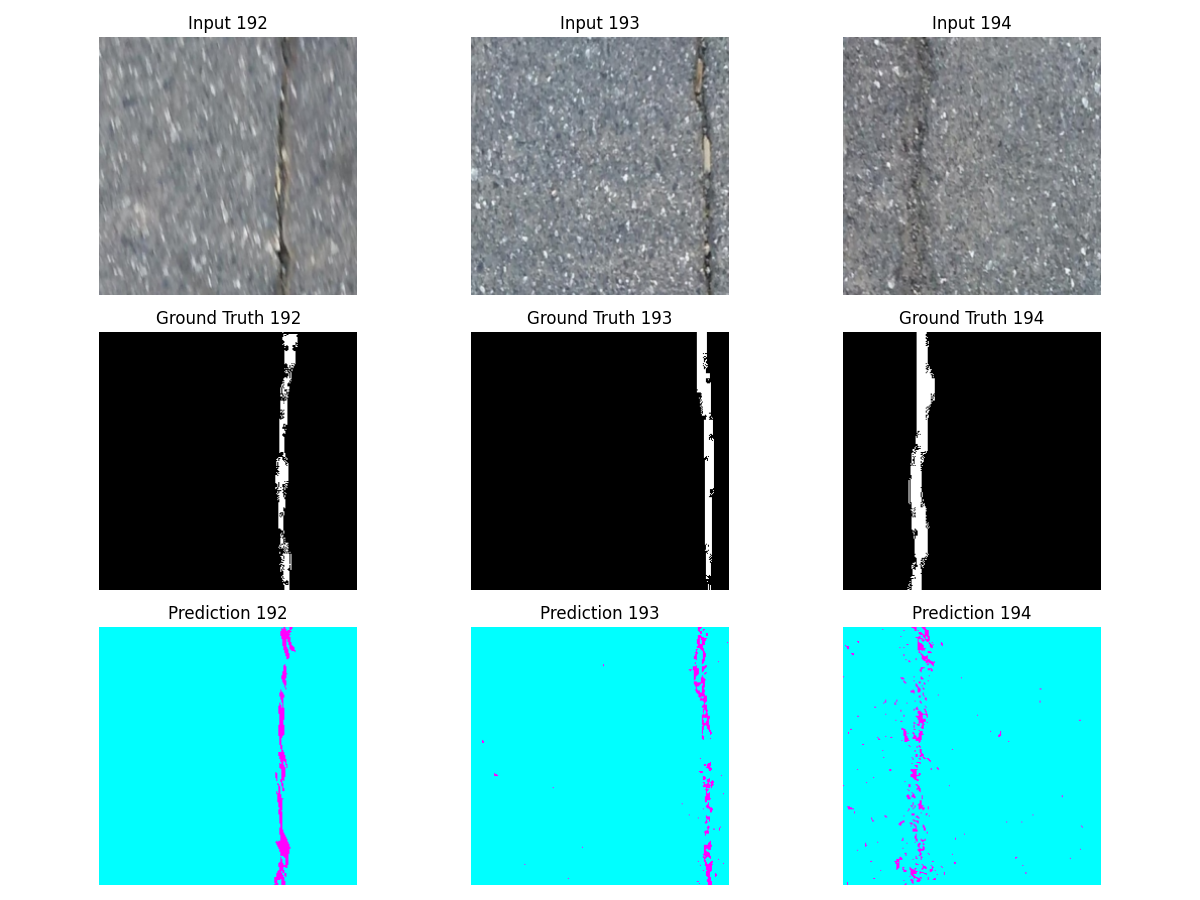 Input 192
Input 193
Input 194
Ground Truth 192
Ground Truth 193
Ground Truth 194
Prediction 192
Prediction 193
Prediction 194